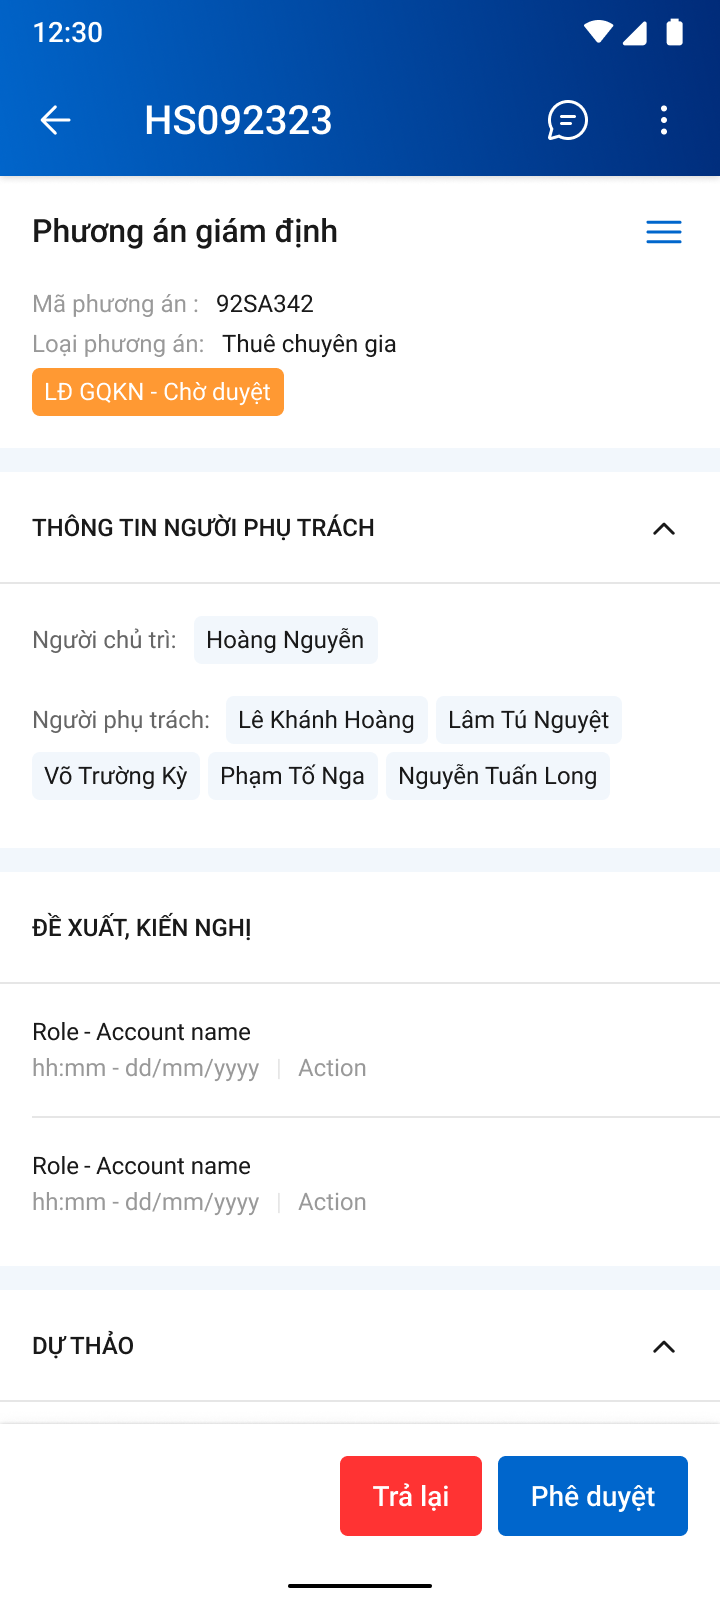 12:30
HS092323
Phương án giám định
Mã phương án : 92SA342
Loại phương án: Thuê chuyên gia
LĐ GQKN - Chờ duyệt
THÔNG TIN NGƯỜI PHỤ TRÁCH
Người chủ trì: Hoàng Nguyễn
Người phụ trách: Lê Khánh Hoàng Lâm Tú Nguyệt
Võ Trường Kỳ Phạm Tố Nga Nguyễn Tuấn Long
ĐỀ XUẤT, KIẾN NGHỊ
Role - Account name
hh:mm - dd/mm/yyyy | Action
Role - Account name
hh:mm - dd/mm/yyyy | Action
DỰ THẢO
Trả lại Phê duyệt